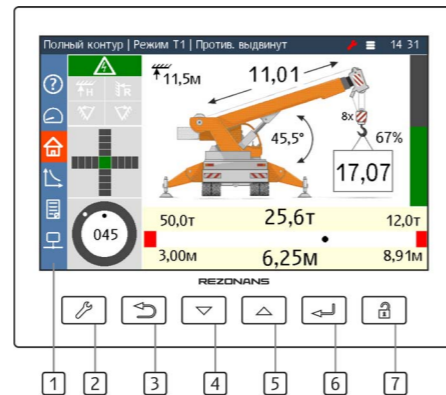 Полный контур | Режим Т1 | Против. выдвинут 14 31
11,5м
11,01
H
R
V
V
8x
45,5°
67%
17,07
045
50,0т 25,6т 12,0т
3,00м 6,25м 8,91м
REZONANS
1 2 3 4 5 6 7